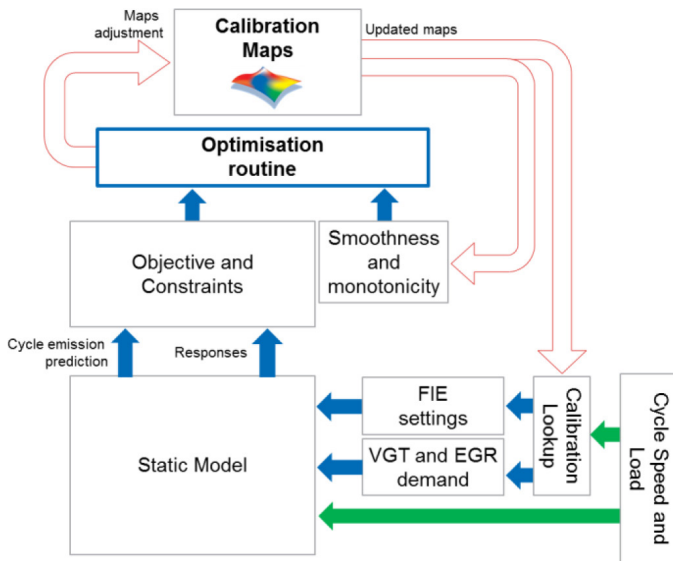 Maps
adjustment
Calibration
Maps
Updated maps
Optimisation
routine
Objective and
Constraints
Smoothness
and
monotonicity
Cycle emission
prediction
Responses
Static Model
FIE
settings
VGT and EGR
demand
Calibration
Lookup
Cycle Speed and
Load